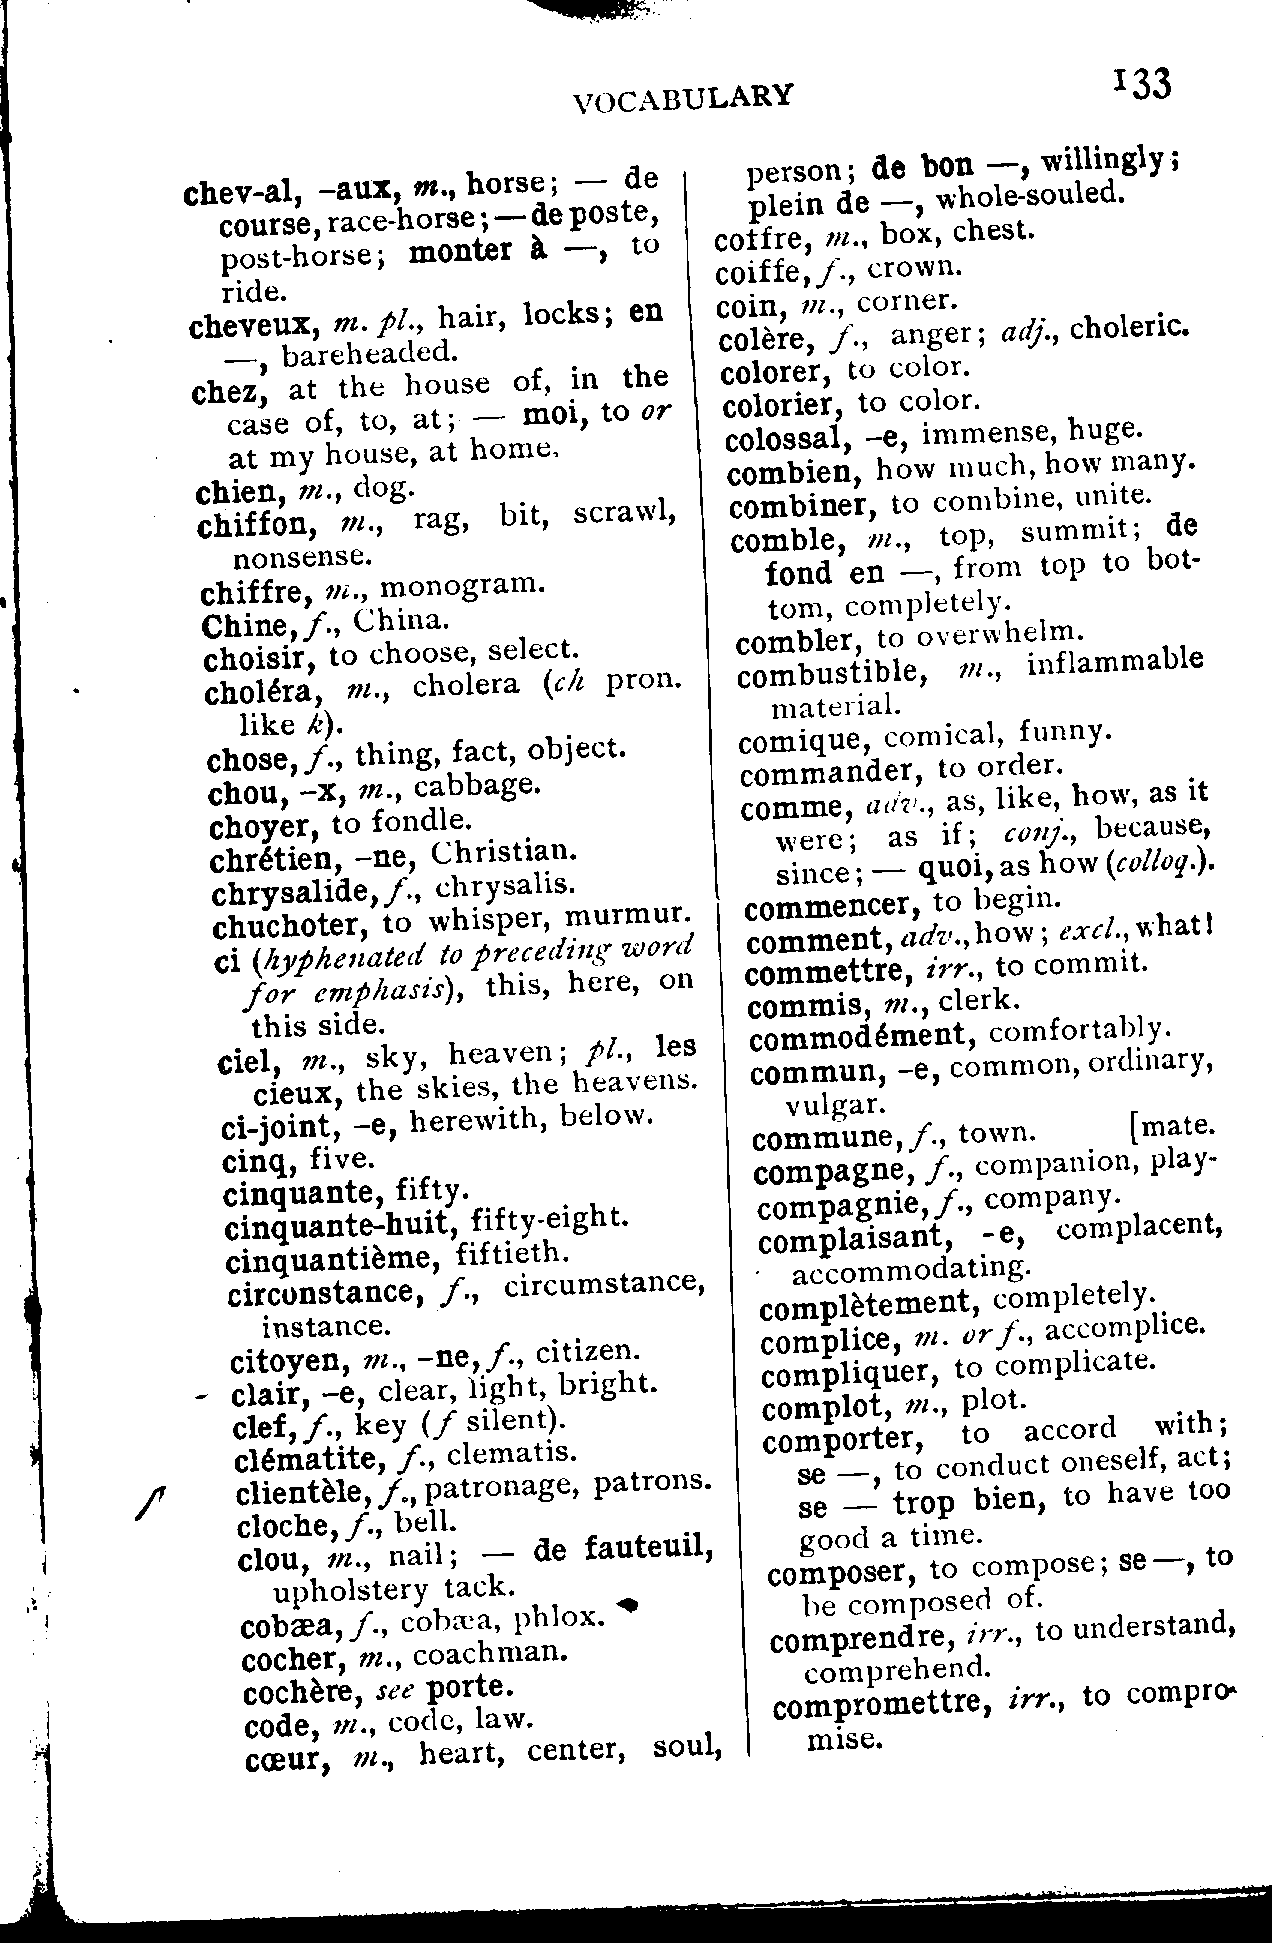 VOCABULARY
133
chev-al, –aux, m., horse; — de
course, race-horse; — de poste,
post-horse; monter à —, to
ride.
cheveux, m. pl., hair, locks; en
—, bareheaded.
chez, at the house of, in the
case of, to, at; — moi, to or
at my house, at home.
chien, m., dog.
chiffon, m., rag, bit, scrawl,
nonsense.
chiffre, m., monogram.
Chine, f., China.
choisir, to choose, select.
choléra, m., cholera (ch pron.
like k).
chose, f., thing, fact, object.
chou, –x, m., cabbage.
choyer, to fondle.
chrétien, –ne, Christian.
chrysalide, f., chrysalis.
chuchoter, to whisper, murmur.
ci (hyphenated to preceding word
for emphasis), this, here, on
this side.
ciel, m., sky, heaven; pl., les
cieux, the skies, the heavens.
ci-joint, –e, herewith, below.
cinq, five.
cinquante, fifty.
cinquante-huit, fifty-eight.
cinquantième, fiftieth.
circonstance, f., circumstance,
instance.
citoyen, m., –ne, f., citizen.
clair, –e, clear, light, bright.
clef, f., key (f silent).
clématite, f., clematis.
clientèle, f., patronage, patrons.
cloche, f., bell.
clou, m., nail; — de fauteuil,
upholstery tack.
cobæa, f., cobæa, phlox.
cocher, m., coachman.
cochère, see porte.
code, m., code, law.
cœur, m., heart, center, soul,
person; de bon —, willingly;
plein de —, whole-souled.
coffre, m., box, chest.
coiffe, f., crown.
coin, m., corner.
colère, f., anger; adj., choleric.
colorer, to color.
colorier, to color.
colossal, –e, immense, huge.
combien, how much, how many.
combiner, to combine, unite.
comble, m., top, summit; de
fond en —, from top to bot-
tom, completely.
combler, to overwhelm.
combustible, m., inflammable
material.
comique, comical, funny.
commander, to order.
comme, adv., as, like, how, as it
were; as if; conj., because,
since; — quoi, as how (colloq.).
commencer, to begin.
comment, adv., how; excl., what!
commettre, irr., to commit.
commis, m., clerk.
commodément, comfortably.
commun, –e, common, ordinary,
vulgar.
commune, f., town. [mate.
compagne, f., companion, play-
compagnie, f., company.
complaisant, -e, complacent,
accommodating.
complètement, completely.
complice, m. or f., accomplice.
compliquer, to complicate.
complot, m., plot.
comporter, to accord with;
se —, to conduct oneself, act;
se — trop bien, to have too
good a time.
composer, to compose; se —, to
be composed of.
comprendre, irr., to understand,
comprehend.
compromettre, irr., to compro-
mise.